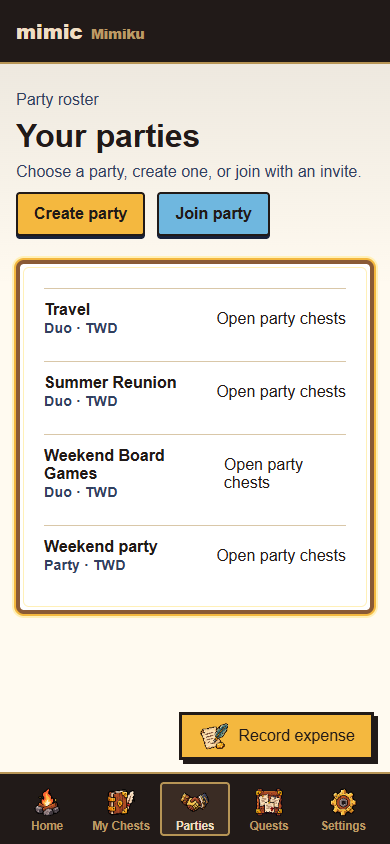 mimic Mimiku
Party roster
Your parties
Choose a party, create one, or join with an invite.
Create party
Join party
Travel
Duo · TWD
Open party chests
Summer Reunion
Duo · TWD
Open party chests
Weekend Board
Games
Duo · TWD
Open party
chests
Weekend party
Party · TWD
Open party chests
Record expense
Home
My Chests
Parties
Quests
Settings